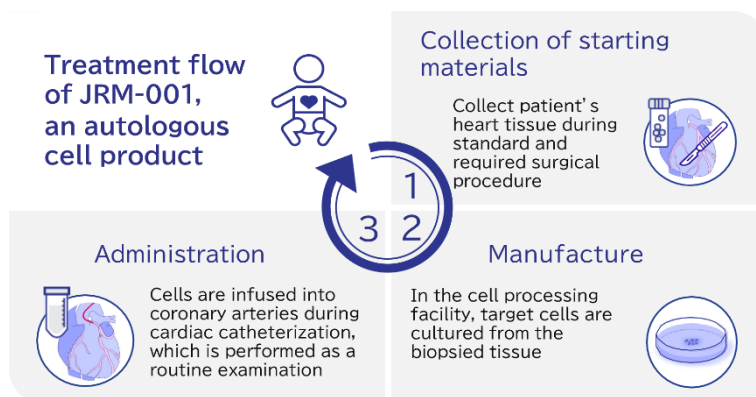 Treatment flow
of JRM-001,
an autologous
cell product
Collection of starting
materials
Collect patient's
heart tissue during
standard and
required surgical
procedure
1
2
3
Manufacture
In the cell processing
facility, target cells are
cultured from the
biopsied tissue
Administration
Cells are infused into
coronary arteries during
cardiac catheterization,
which is performed as a
routine examination